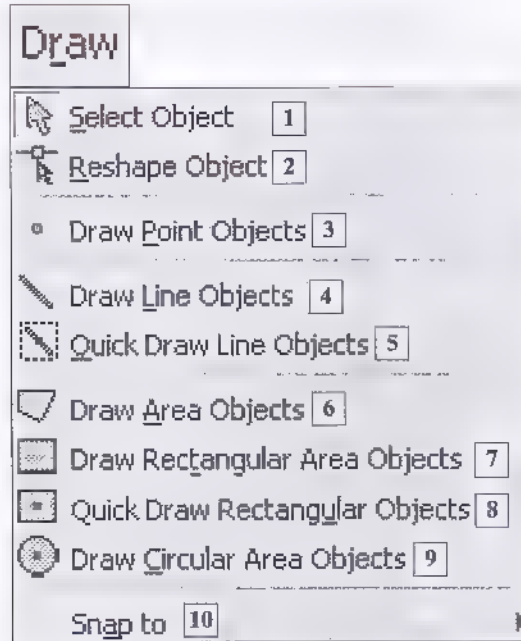 Draw
Select Object 1
Reshape Object 2
Draw Point Objects 3
Draw Line Objects 4
Quick Draw Line Objects 5
Draw Area Objects 6
Draw Rectangular Area Objects 7
Quick Draw Rectangular Objects 8
Draw Circular Area Objects 9
Snap to 10